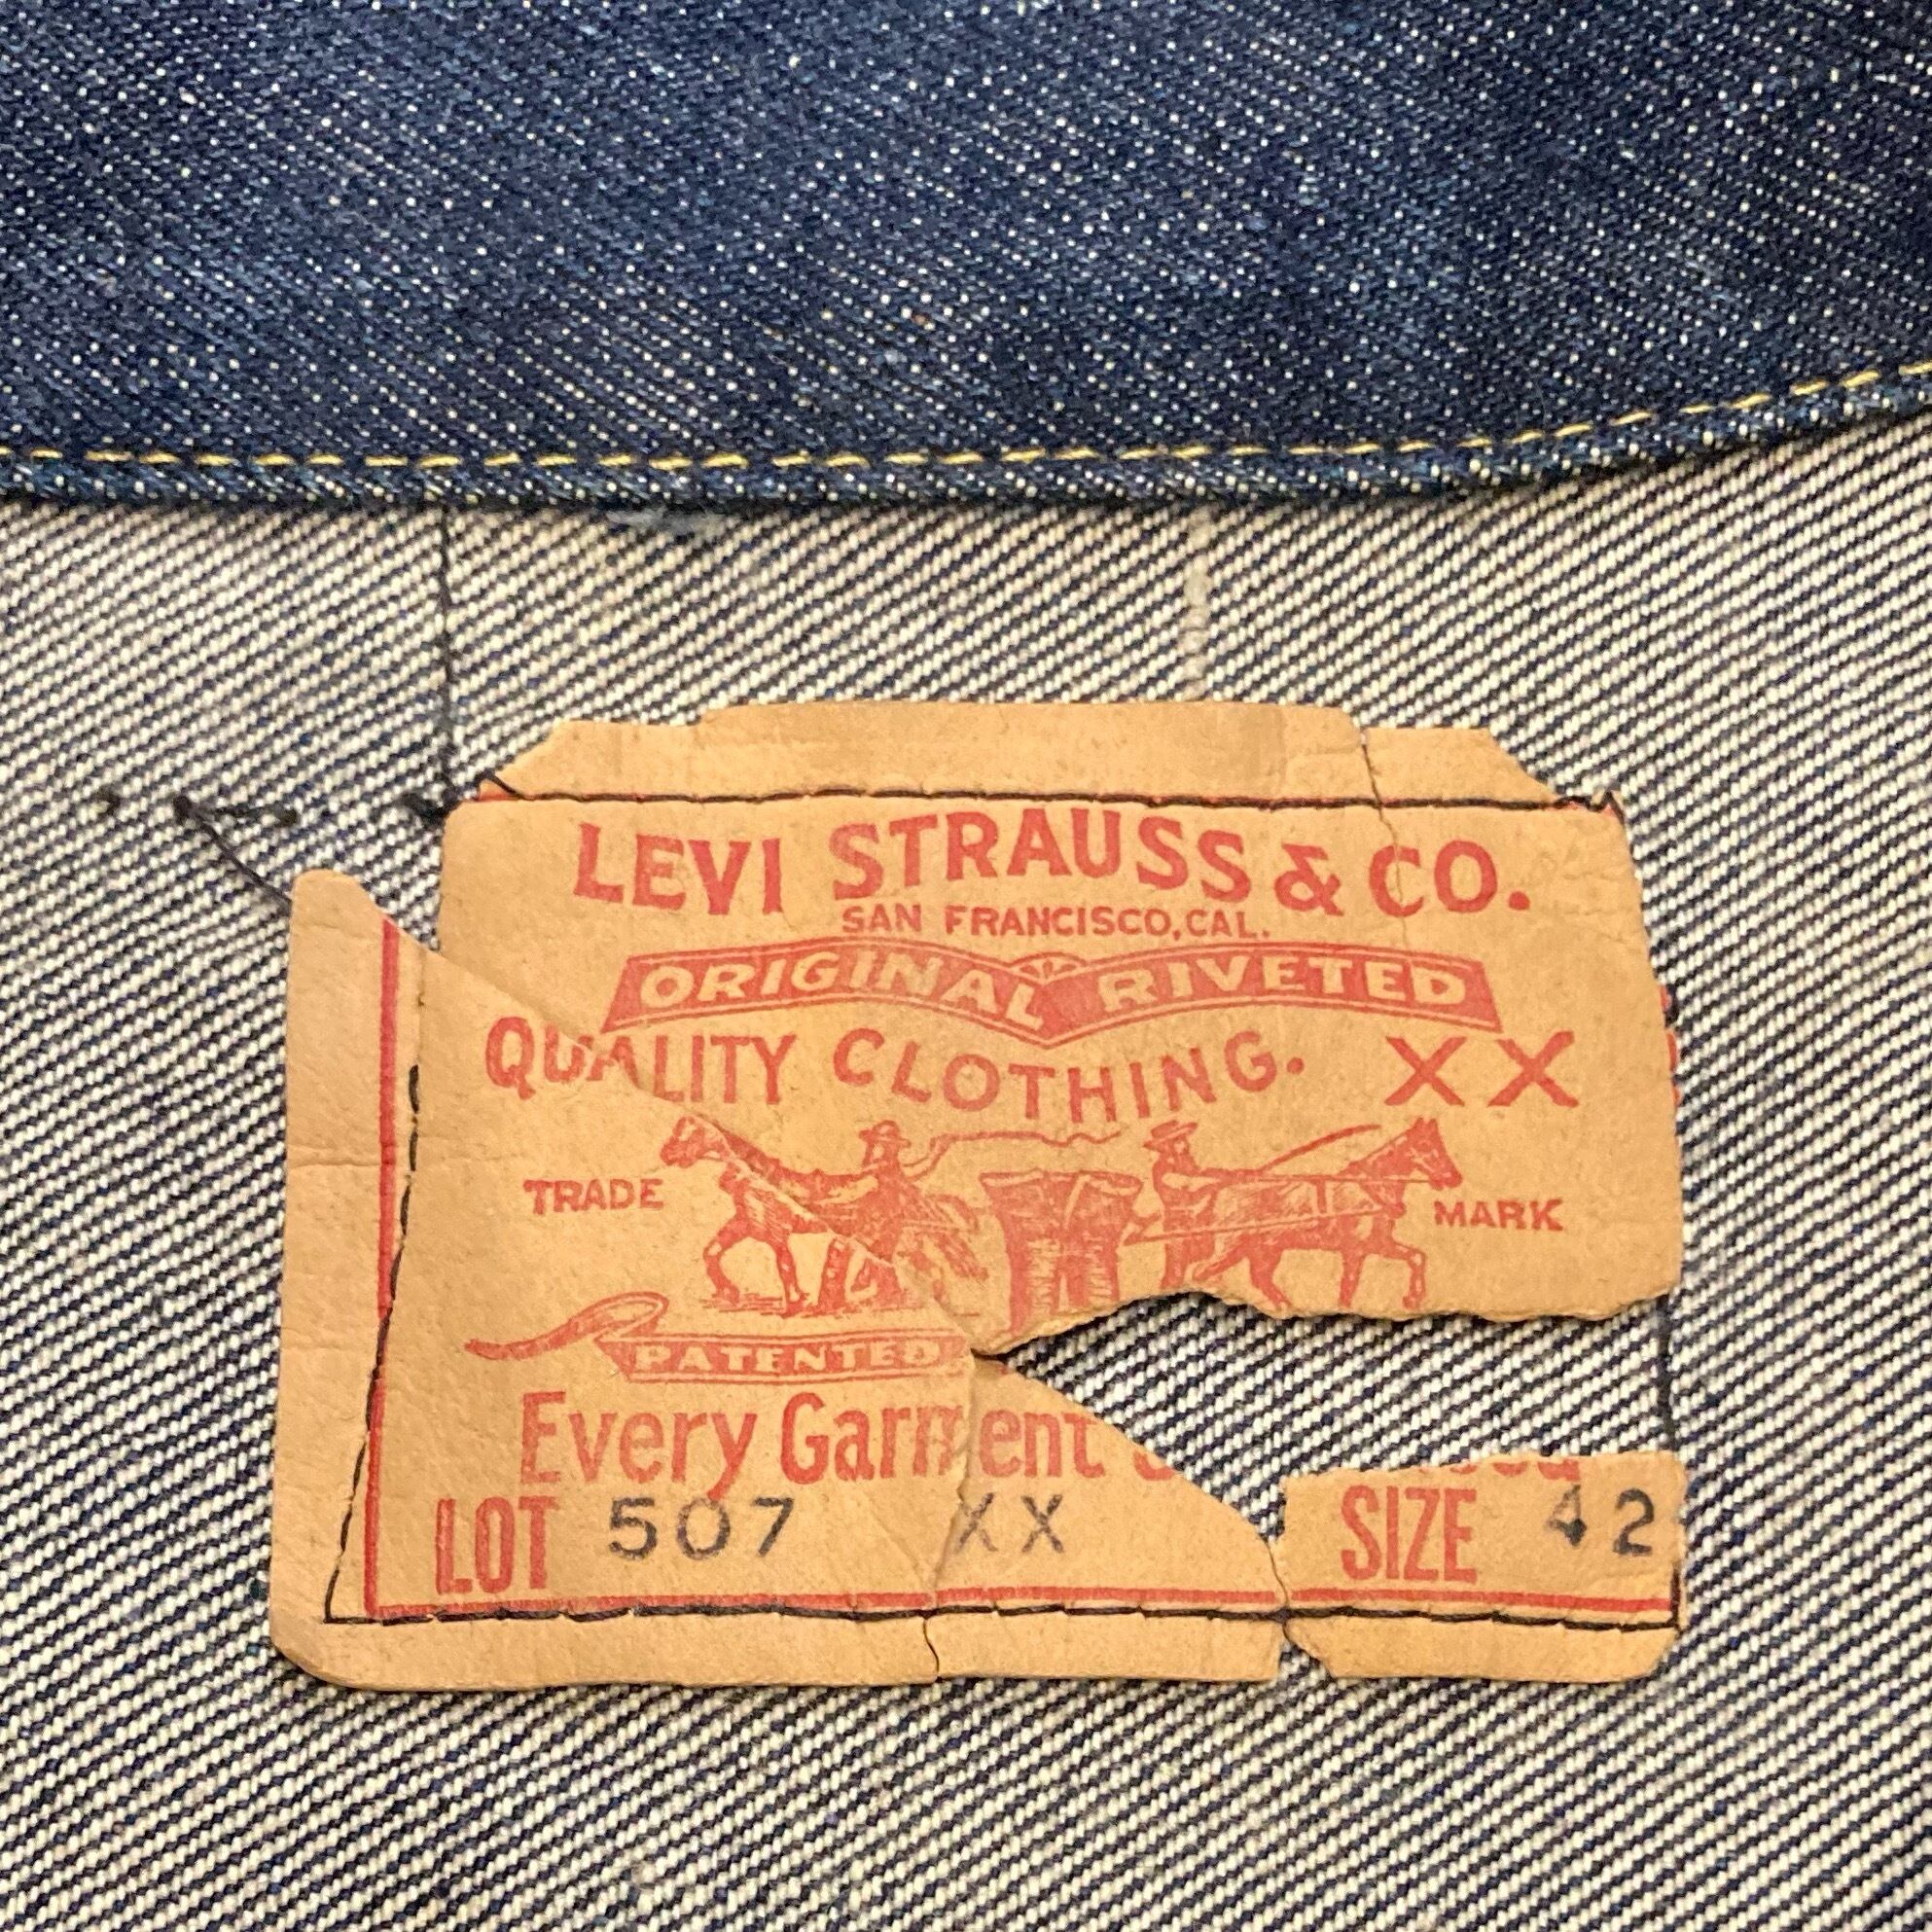 LEVI STRAUSS & CO.
SAN FRANCISCO, CAL.
ORIGINAL RIVETED
QUALITY CLOTHING. XX
TRADE MARK
PATENTED
Every Garment
LOT 507 XX SIZE 42